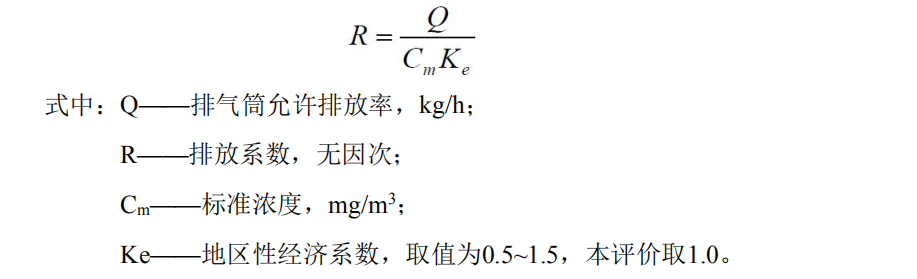 R = Q / (CₘKₑ)
式中：Q——排气筒允许排放率，kg/h；
R——排放系数，无因次；
Cₘ——标准浓度，mg/m³；
Ke——地区性经济系数，取值为0.5~1.5，本评价取1.0。